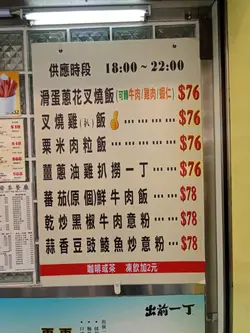 供應時段 18:00~22:00
滑蛋蔥花叉燒飯(可轉牛肉/雞肉/蝦仁) $76
叉燒雞(扒)飯 $76
粟米肉粒飯 … $76
薑蔥油雞扒撈一丁 … $76
蕃茄(原個)鮮牛肉飯 … $78
乾炒黑椒牛肉意粉 … $78
蒜香豆豉鯪魚炒意粉 … $78
咖啡或茶 凍飲加2元
出前一丁